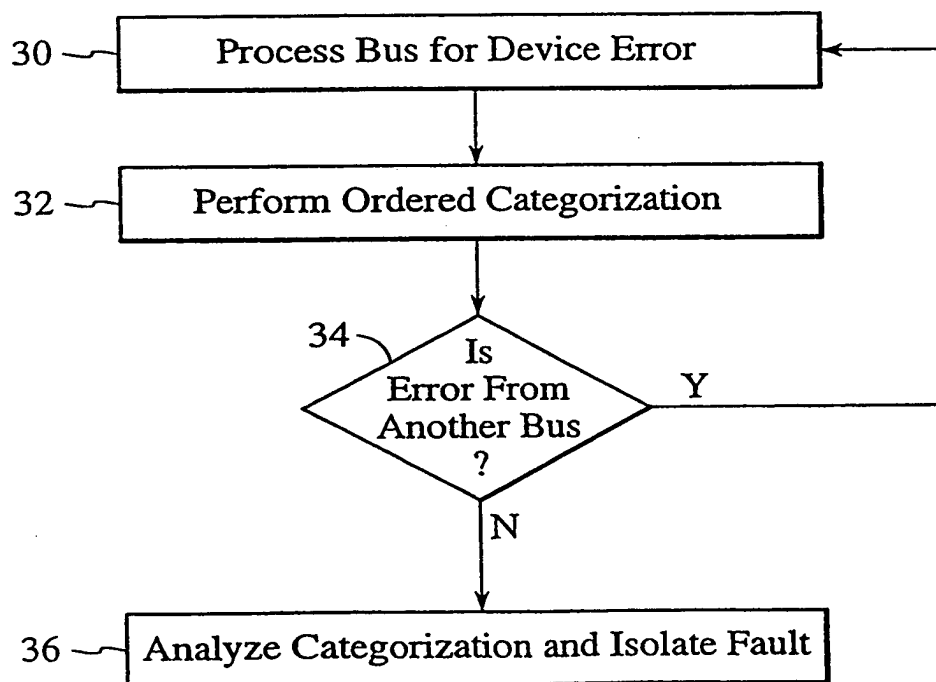 30
Process Bus for Device Error
32
Perform Ordered Categorization
34
Is
Error From
Another Bus
?
Y
N
36
Analyze Categorization and Isolate Fault